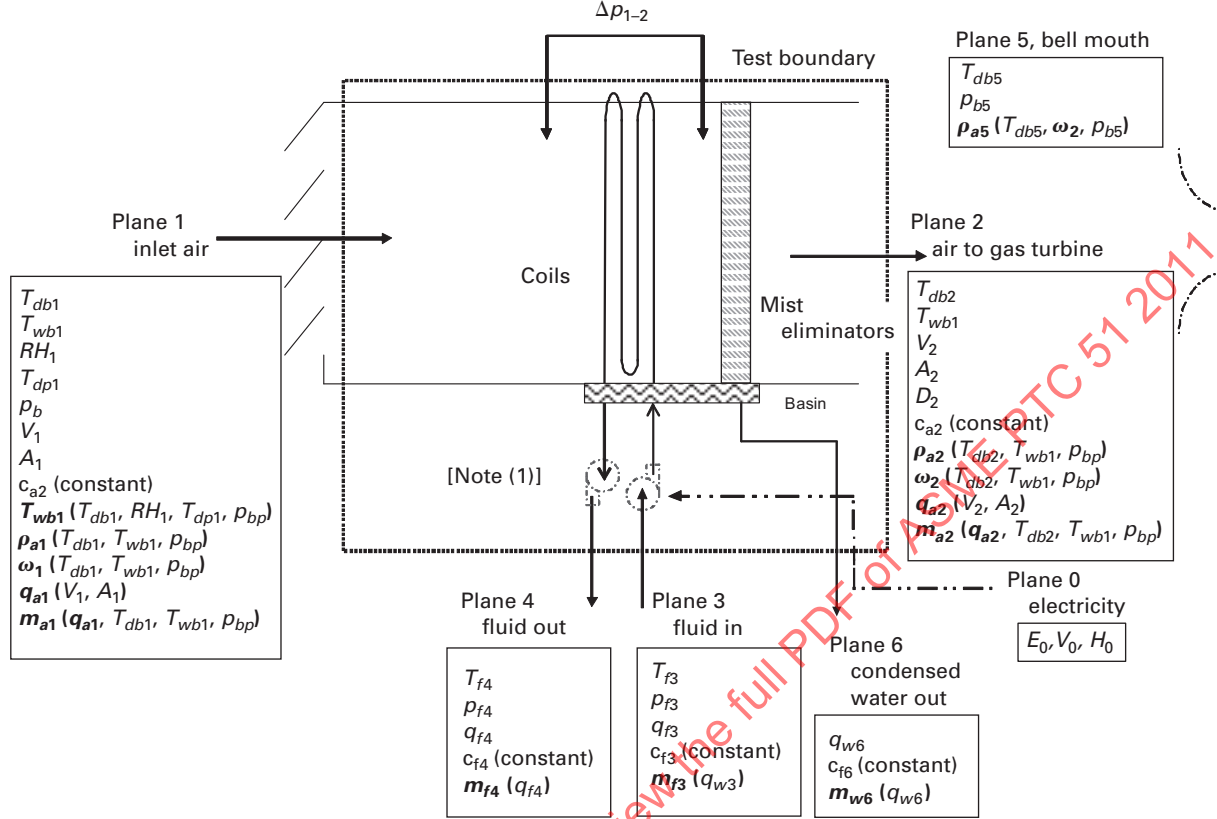 Δp1–2
Test boundary
Plane 5, bell mouth
Tdb5
pb5
ρa5 (Tdb5, ω2, pb5)
Plane 1
inlet air
Tdb1
Twb1
RH1
Tdp1
pb
V1
A1
ca2 (constant)
Twb1 (Tdb1, RH1, Tdp1, pbp)
ρa1 (Tdb1, Twb1, pbp)
ω1 (Tdb1, Twb1, pbp)
qa1 (V1, A1)
ma1 (qa1, Tdb1, Twb1, pbp)
Coils
Mist
eliminators
Basin
[Note (1)]
Plane 2
air to gas turbine
Tdb2
Twb1
V2
A2
D2
ca2 (constant)
ρa2 (Tdb2, Twb1, pbp)
ω2 (Tdb2, Twb1, pbp)
qa2 (V2, A2)
ma2 (qa2, Tdb2, Twb1, pbp)
Plane 4
fluid out
Tf4
pf4
qf4
cf4 (constant)
mf4 (qf4)
Plane 3
fluid in
Tf3
pf3
qf3
cf3 (constant)
mf3 (qw3)
Plane 6
condensed
water out
qw6
cf6 (constant)
mw6 (qw6)
Plane 0
electricity
E0, V0, H0
iew the full PDF of ASME PTC 51 2011